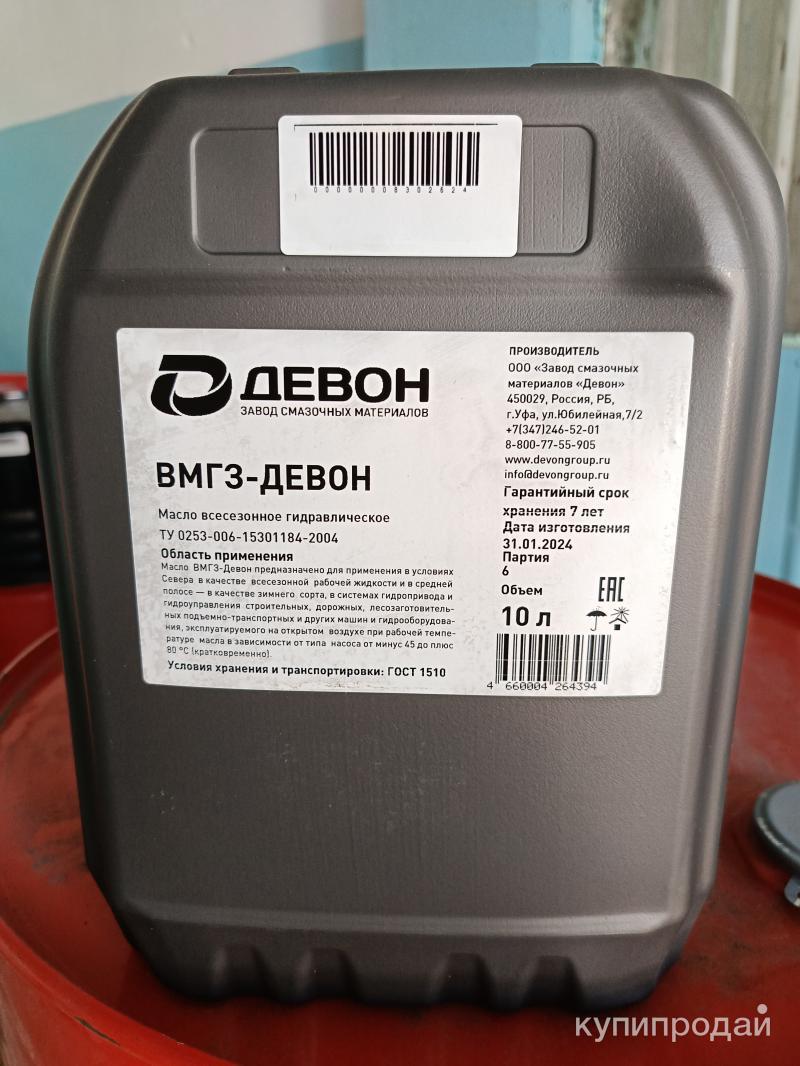 0000008302624
ДЕВОН
ЗАВОД СМАЗОЧНЫХ МАТЕРИАЛОВ
ВМГЗ-ДЕВОН
Масло всесезонное гидравлическое
ТУ 0253-006-15301184-2004
Область применения
Масло ВМГЗ-Девон предназначено для применения в условиях
Севера в качестве всесезонной рабочей жидкости и в средней
полосе — в качестве зимнего сорта, в системах гидропривода и
гидроуправления строительных, дорожных, лесозаготовитель-
ных подъемно-транспортных и других машин и гидрооборудова-
ния, эксплуатируемого на открытом воздухе при рабочей темпе-
ратуре масла в зависимости от типа насоса от минус 45 до плюс
80 °С (кратковременно).
Условия хранения и транспортировки: ГОСТ 1510
ПРОИЗВОДИТЕЛЬ
ООО «Завод смазочных
материалов «Девон»
450029, Россия, РБ,
г.Уфа, ул.Юбилейная,7/2
+7(347)246-52-01
8-800-77-55-905
www.devongroup.ru
info@devongroup.ru
Гарантийный срок
хранения 7 лет
Дата изготовления
31.01.2024
Партия
6
Объем
10 л
EAC
4 660004 264394
купипродай